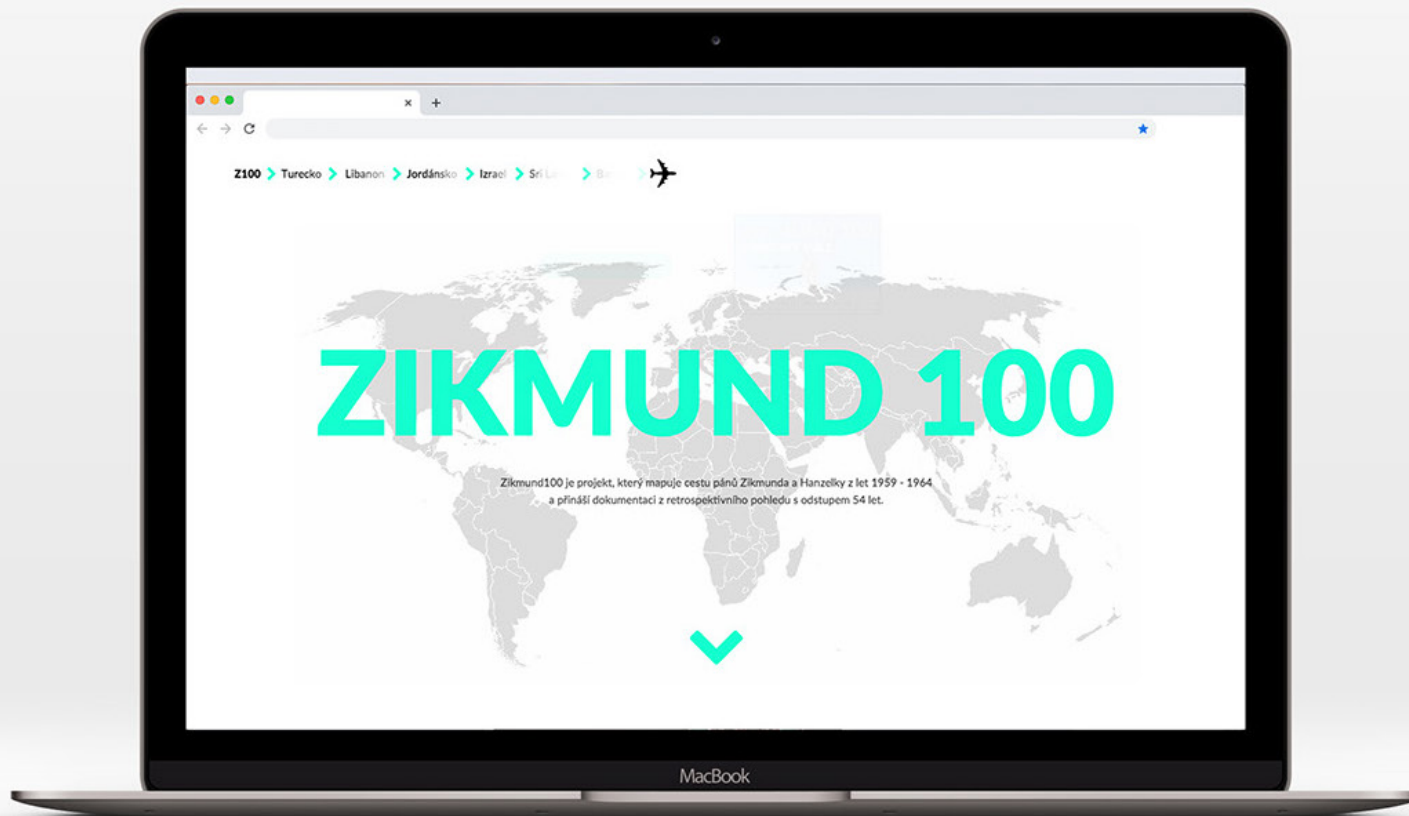 Z100 Turecko Libanon Jordánsko Izrael Sri
ZIKMUND 100
Zikmund100 je projekt, který mapuje cestu pánů Zikmunda a Hanzelky z let 1959 - 1964
a přináší dokumentaci z retrospektivního pohledu s odstupem 54 let.
MacBook